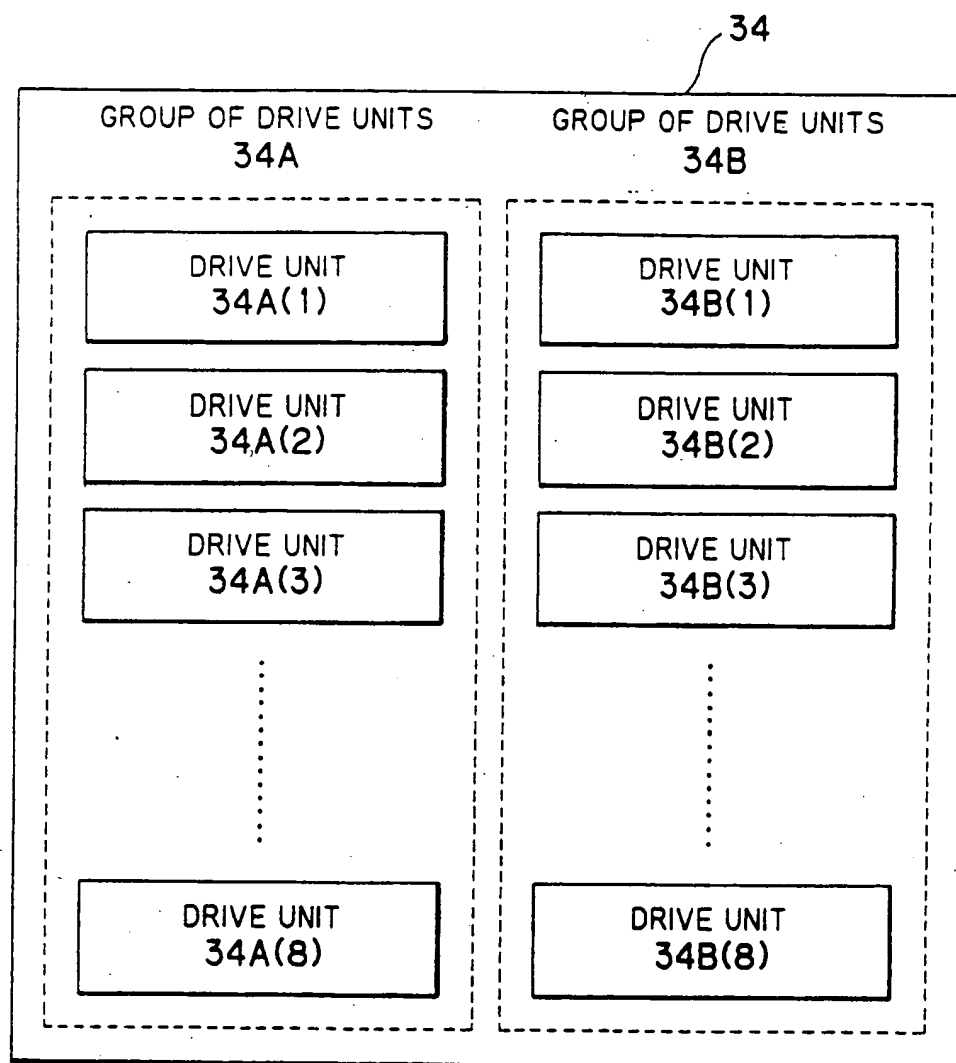 34
GROUP OF DRIVE UNITS
34A
DRIVE UNIT
34A(1)
DRIVE UNIT
34A(2)
DRIVE UNIT
34A(3)
DRIVE UNIT
34A(8)
GROUP OF DRIVE UNITS
34B
DRIVE UNIT
34B(1)
DRIVE UNIT
34B(2)
DRIVE UNIT
34B(3)
DRIVE UNIT
34B(8)